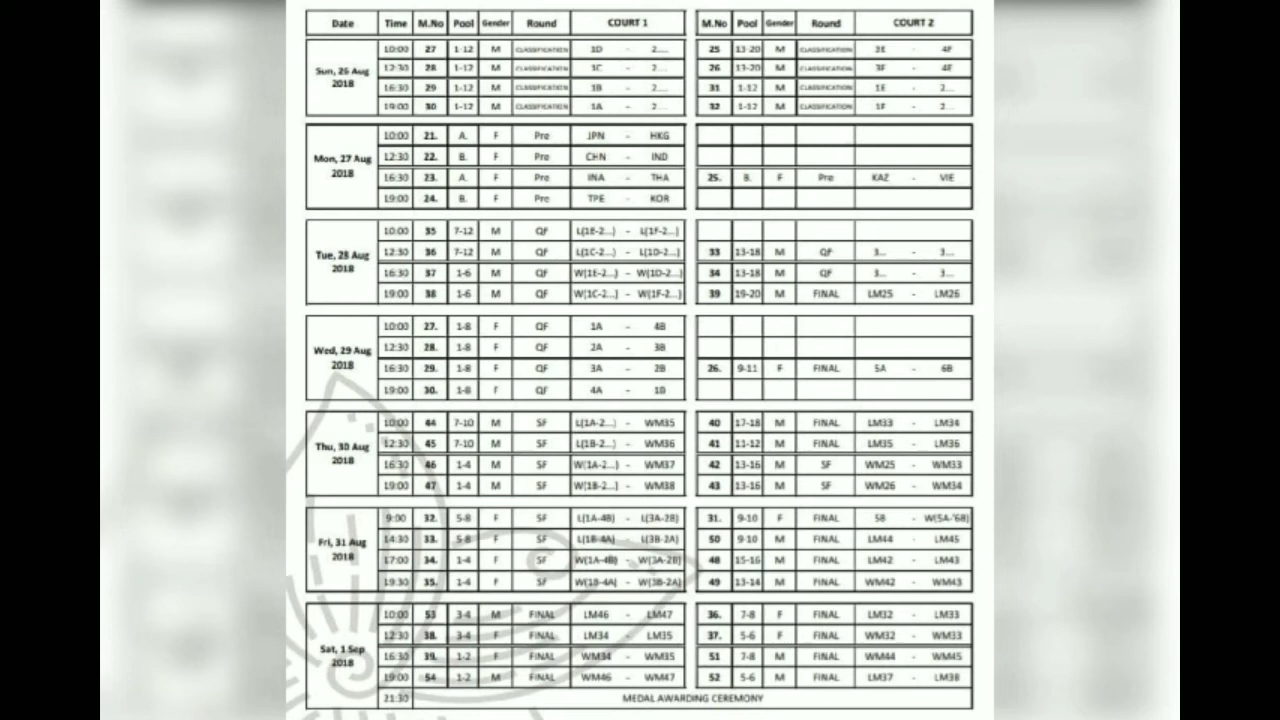 Date Time M.No Pool Gender Round COURT 1 M.No Pool Gender Round COURT 2
Sun, 26 Aug 2018
10:00 27 1-12 M CLASSIFICATION 1D - 2... 25 13-20 M CLASSIFICATION 3E - 4F
12:30 28 1-12 M CLASSIFICATION 1C - 2... 26 13-20 M CLASSIFICATION 3F - 4E
16:30 29 1-12 M CLASSIFICATION 1B - 2... 31 1-12 M CLASSIFICATION 1E - 2...
19:00 30 1-12 M CLASSIFICATION 1A - 2... 32 1-12 M CLASSIFICATION 1F - 2...
Mon, 27 Aug 2018
10:00 21. A. F Pre JPN - HKG
12:30 22. B. F Pre CHN - IND
16:30 23. A. F Pre INA - THA 25. B. F Pre KAZ - VIE
19:00 24. B. F Pre TPE - KOR
Tue, 28 Aug 2018
10:00 35 7-12 M QF L(1E-2...) - L(1F-2...)
12:30 36 7-12 M QF L(1C-2...) - L(1D-2...) 33 13-18 M QF 3... - 3...
16:30 37 1-6 M QF W(1E-2...) - W(1D-2...) 34 13-18 M QF 3... - 3...
19:00 38 1-6 M QF W(1C-2...) - W(1F-2...) 39 19-20 M FINAL LM25 - LM26
Wed, 29 Aug 2018
10:00 27. 1-8 F QF 1A - 4B
12:30 28. 1-8 F QF 2A - 3B
16:30 29. 1-8 F QF 3A - 2B 26. 9-11 F FINAL 5A - 6B
19:00 30. 1-8 F QF 4A - 1B
Thu, 30 Aug 2018
10:00 44 7-10 M SF L(1A-2...) - WM35 40 17-18 M FINAL LM33 - LM34
12:30 45 7-10 M SF L(1B-2...) - WM36 41 11-12 M FINAL LM35 - LM36
16:30 46 1-4 M SF W(1A-2...) - WM37 42 13-16 M SF WM25 - WM33
19:00 47 1-4 M SF W(1B-2...) - WM38 43 13-16 M SF WM26 - WM34
Fri, 31 Aug 2018
9:00 32. 5-8 F SF L(1A-4B) - L(3A-2B) 31. 9-10 F FINAL 5B - W(5A-'6B)
14:30 33. 5-8 F SF L(1B-4A) - L(3B-2A) 50 9-10 M FINAL LM44 - LM45
17:00 34. 1-4 F SF W(1A-4B) - W(3A-2B) 48 15-16 M FINAL LM42 - LM43
19:30 35. 1-4 F SF W(1B-4A) - W(3B-2A) 49 13-14 M FINAL WM42 - WM43
Sat, 1 Sep 2018
10:00 53 3-4 M FINAL LM46 - LM47 36. 7-8 F FINAL LM32 - LM33
12:30 38. 3-4 F FINAL LM34 - LM35 37. 5-6 F FINAL WM32 - WM33
16:30 39. 1-2 F FINAL WM34 - WM35 51 7-8 M FINAL WM44 - WM45
19:00 54 1-2 M FINAL WM46 - WM47 52 5-6 M FINAL LM37 - LM38
21:30 MEDAL AWARDING CEREMONY